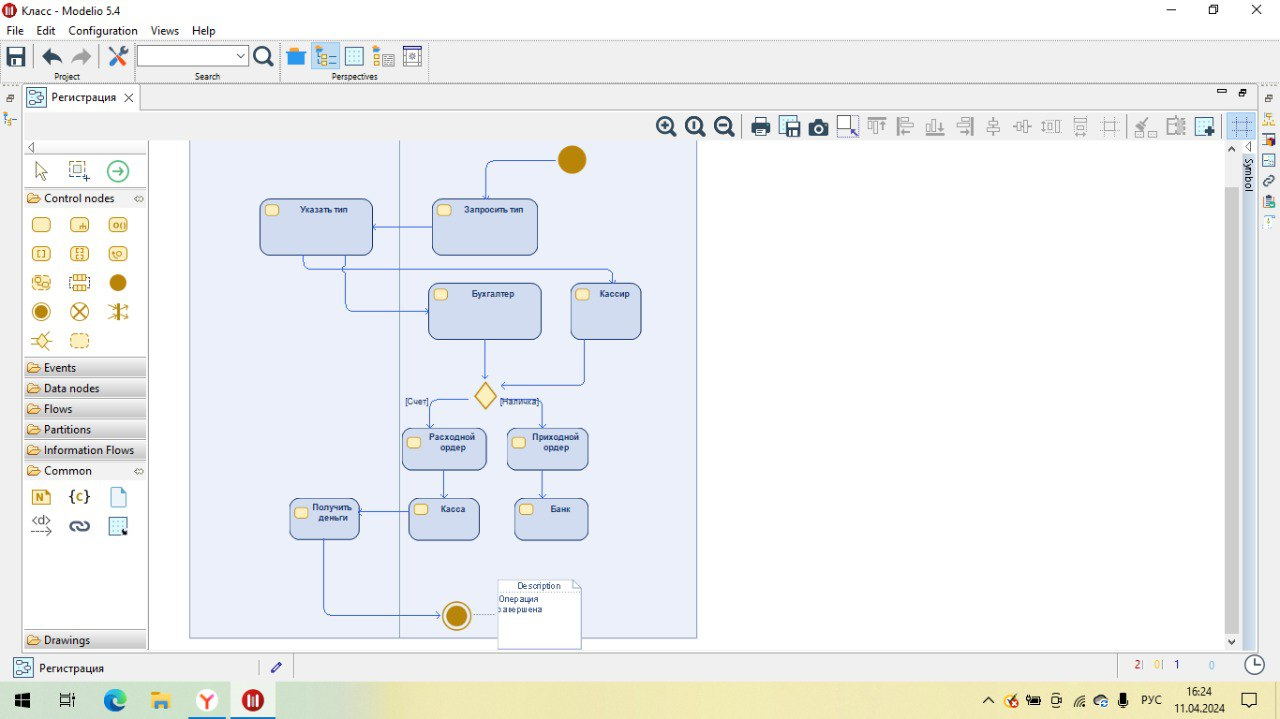 Класс - Modelio 5.4
File Edit Configuration Views Help
Project
Search
Perspectives
Регистрация
Symbol
Control nodes
Events
Data nodes
Flows
Partitions
Information Flows
Common
N
{C}
<d>
Drawings
Указать тип
Запросить тип
Бухгалтер
Кассир
[Счет]
[Наличка]
Расходной
ордер
Приходной
ордер
Получить
деньги
Касса
Банк
Description
Операция
завершена
Регистрация
2| 0| 1 0
РУС
16:24
11.04.2024